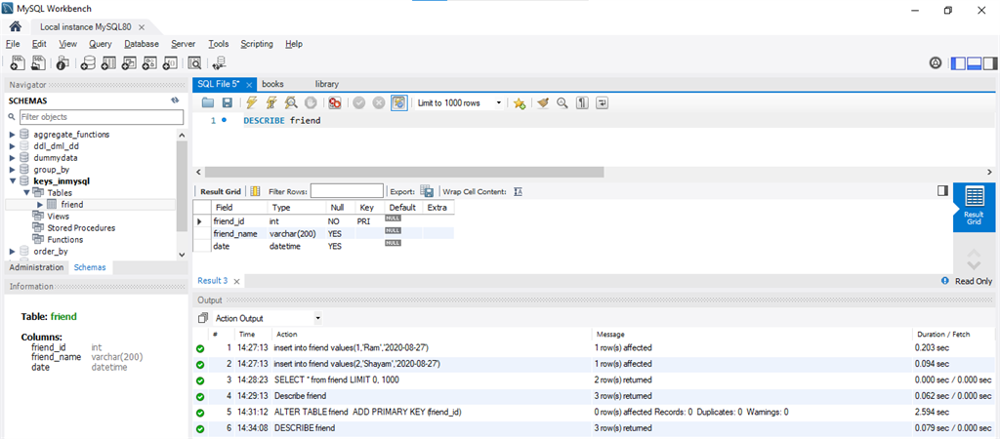 MySQL Workbench
Local instance MySQL80
File Edit View Query Database Server Tools Scripting Help
Navigator
SCHEMAS
Filter objects
aggregate_functions
ddl_dml_dd
dummydata
group_by
keys_inmysql
Tables
friend
Views
Stored Procedures
Functions
order_by
Administration Schemas
Information
Table: friend
Columns:
friend_id int
friend_name varchar(200)
date datetime
SQL File 5* books library
Limit to 1000 rows
1 DESCRIBE friend
Result Grid Filter Rows: Export: Wrap Cell Content:
Field Type Null Key Default Extra
friend_id int NO PRI NULL
friend_name varchar(200) YES NULL
date datetime YES NULL
Result Grid
Result 3
Read Only
Output
Action Output
# Time Action Message Duration / Fetch
1 14:27:13 insert into friend values(1,'Ram','2020-08-27') 1 row(s) affected 0.203 sec
2 14:27:13 insert into friend values(2,'Shayam','2020-08-27') 1 row(s) affected 0.094 sec
3 14:28:23 SELECT * from friend LIMIT 0, 1000 2 row(s) returned 0.000 sec / 0.000 sec
4 14:29:13 Describe friend 3 row(s) returned 0.062 sec / 0.000 sec
5 14:31:12 ALTER TABLE friend ADD PRIMARY KEY (friend_id) 0 row(s) affected Records: 0 Duplicates: 0 Warnings: 0 2.594 sec
6 14:34:08 DESCRIBE friend 3 row(s) returned 0.079 sec / 0.000 sec